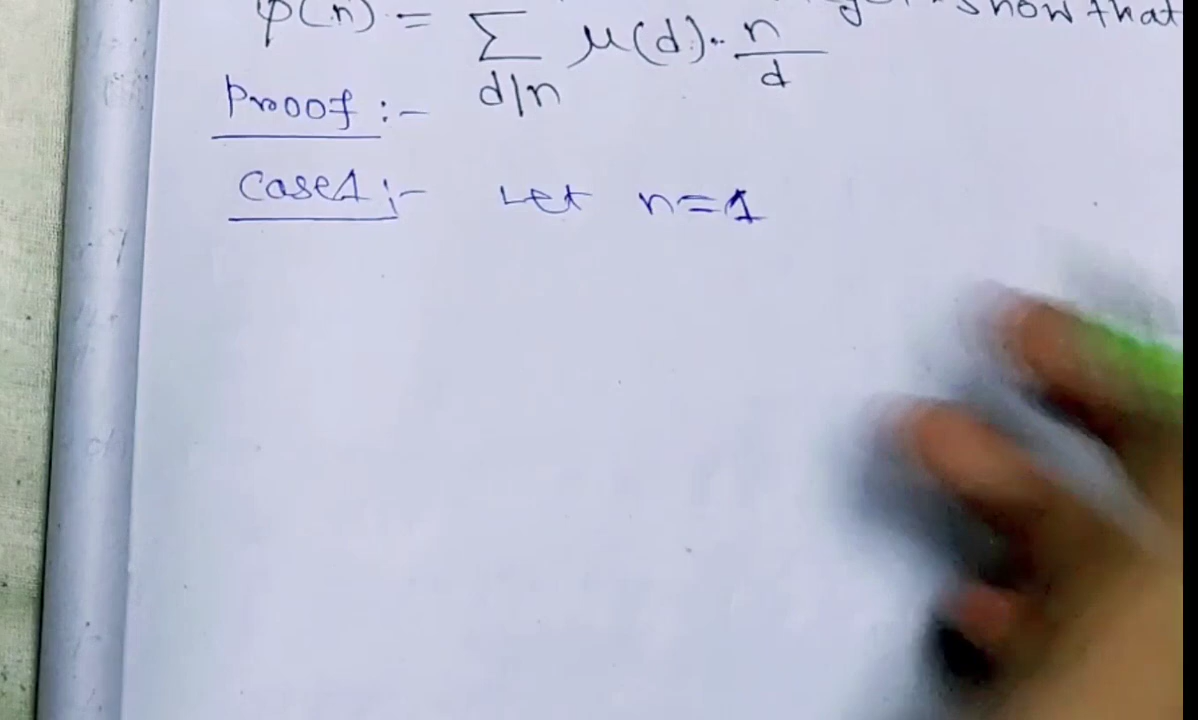 show that
φ(n) = Σ μ(d). n/d
d|n
Proof :-
Case1 :- Let n=1